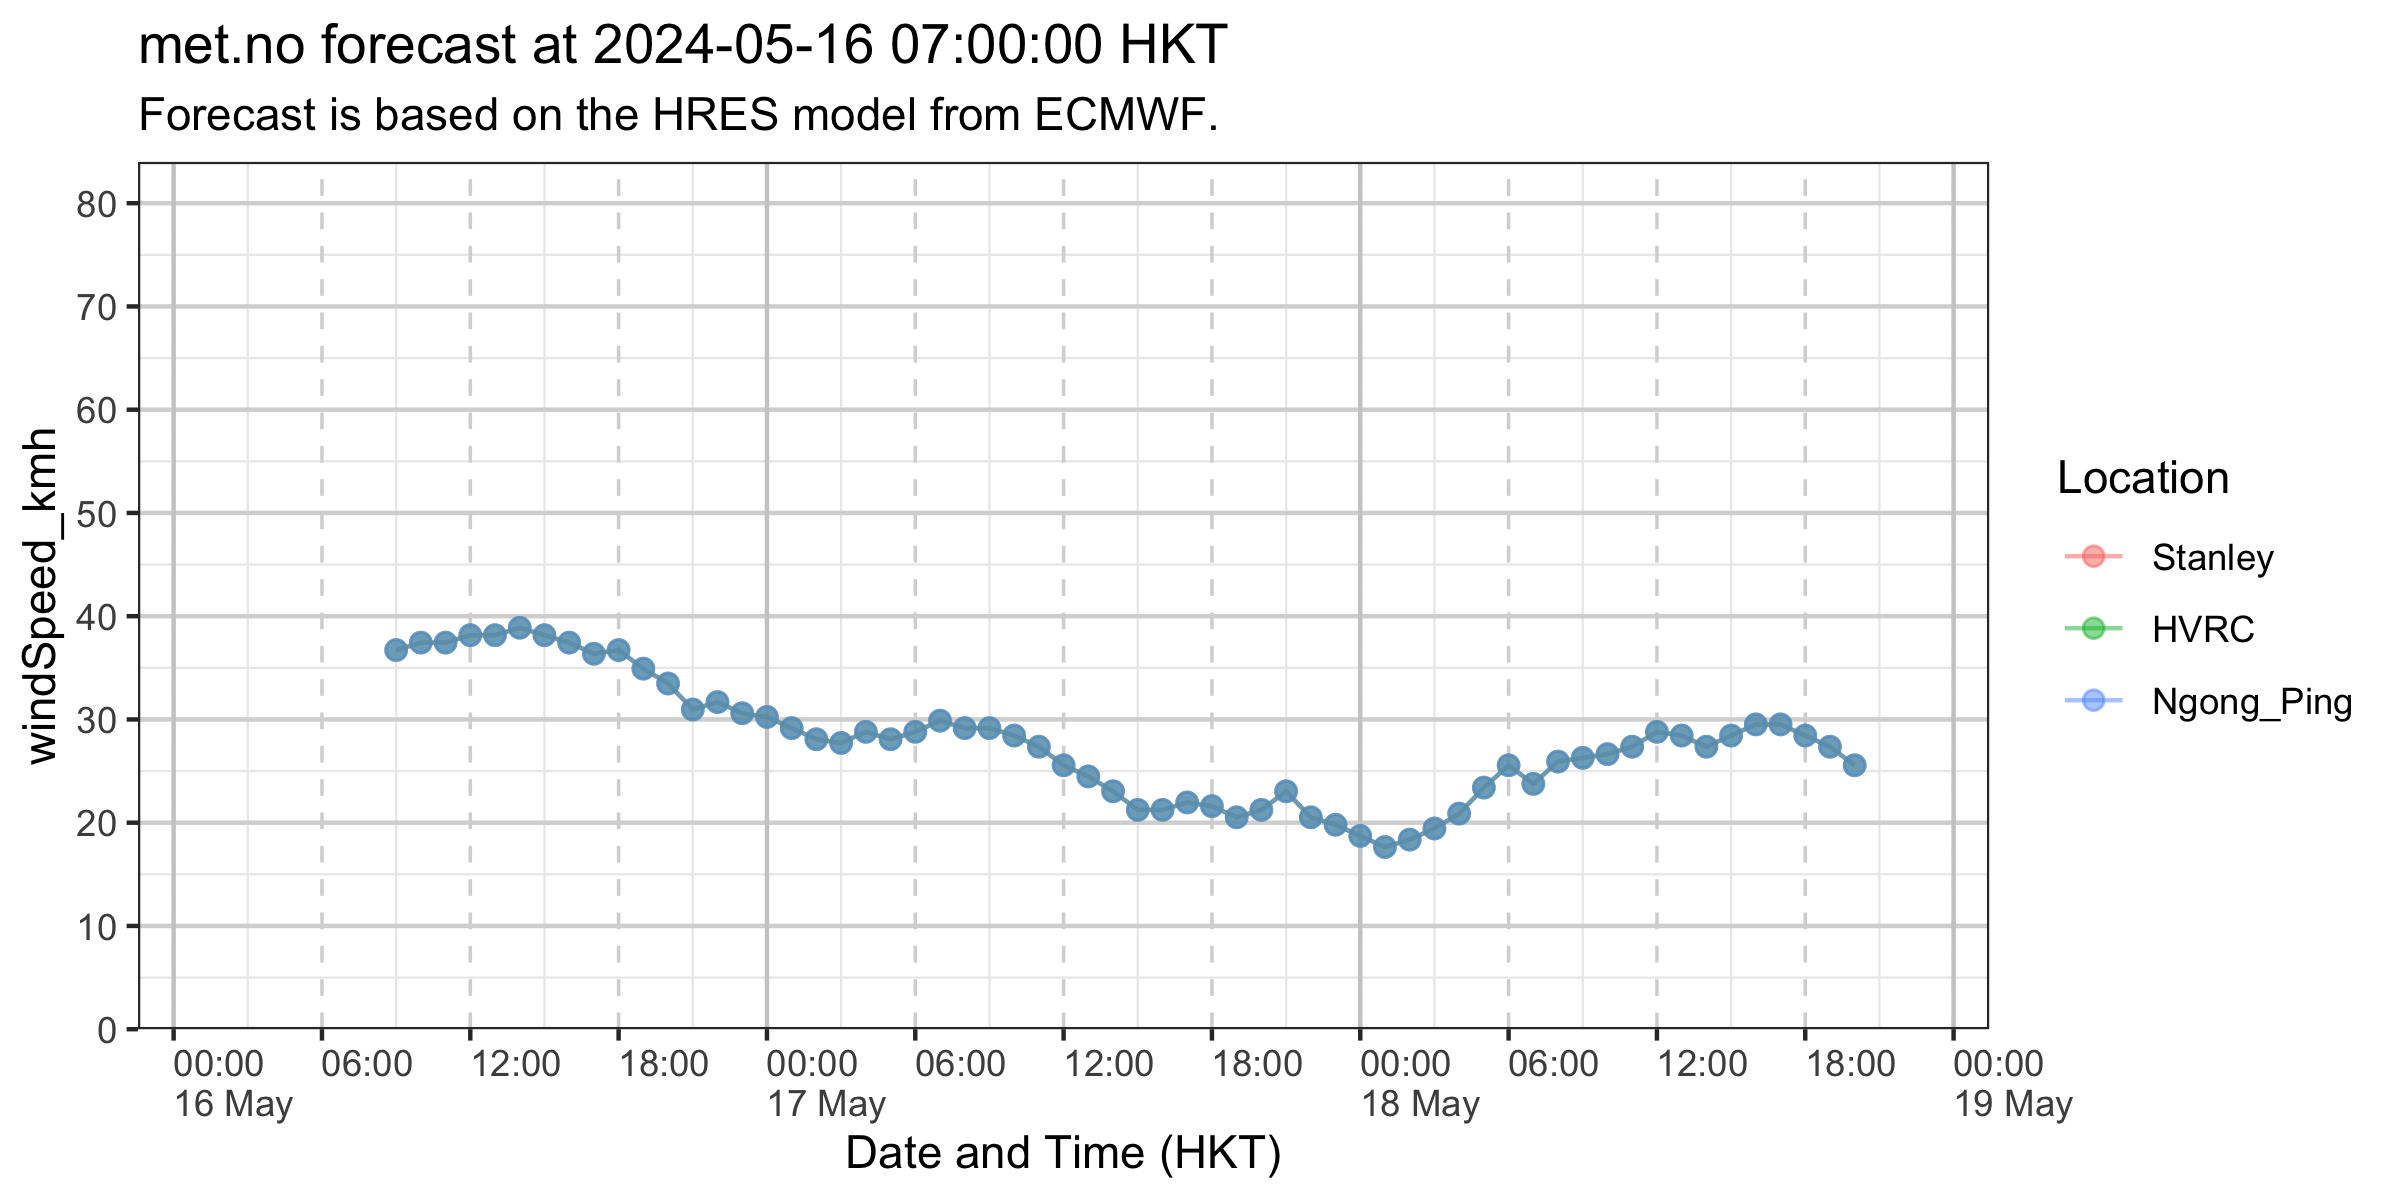 met.no forecast at 2024-05-16 07:00:00 HKT
Forecast is based on the HRES model from ECMWF.
windSpeed_kmh
80
70
60
50
40
30
20
10
0
00:00 06:00 12:00 18:00 00:00 06:00 12:00 18:00 00:00 06:00 12:00 18:00 00:00
16 May 17 May 18 May 19 May
Date and Time (HKT)
Location
Stanley
HVRC
Ngong_Ping